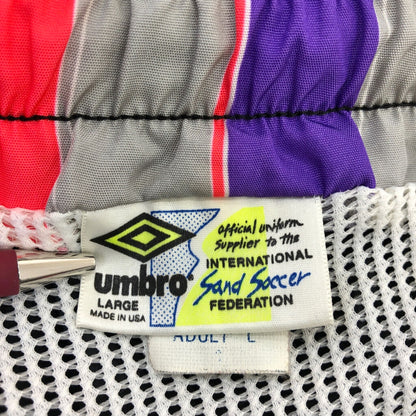 umbro®
LARGE
MADE IN USA
Official uniform
Supplier to the
INTERNATIONAL
Sand Soccer
FEDERATION
ADULT L